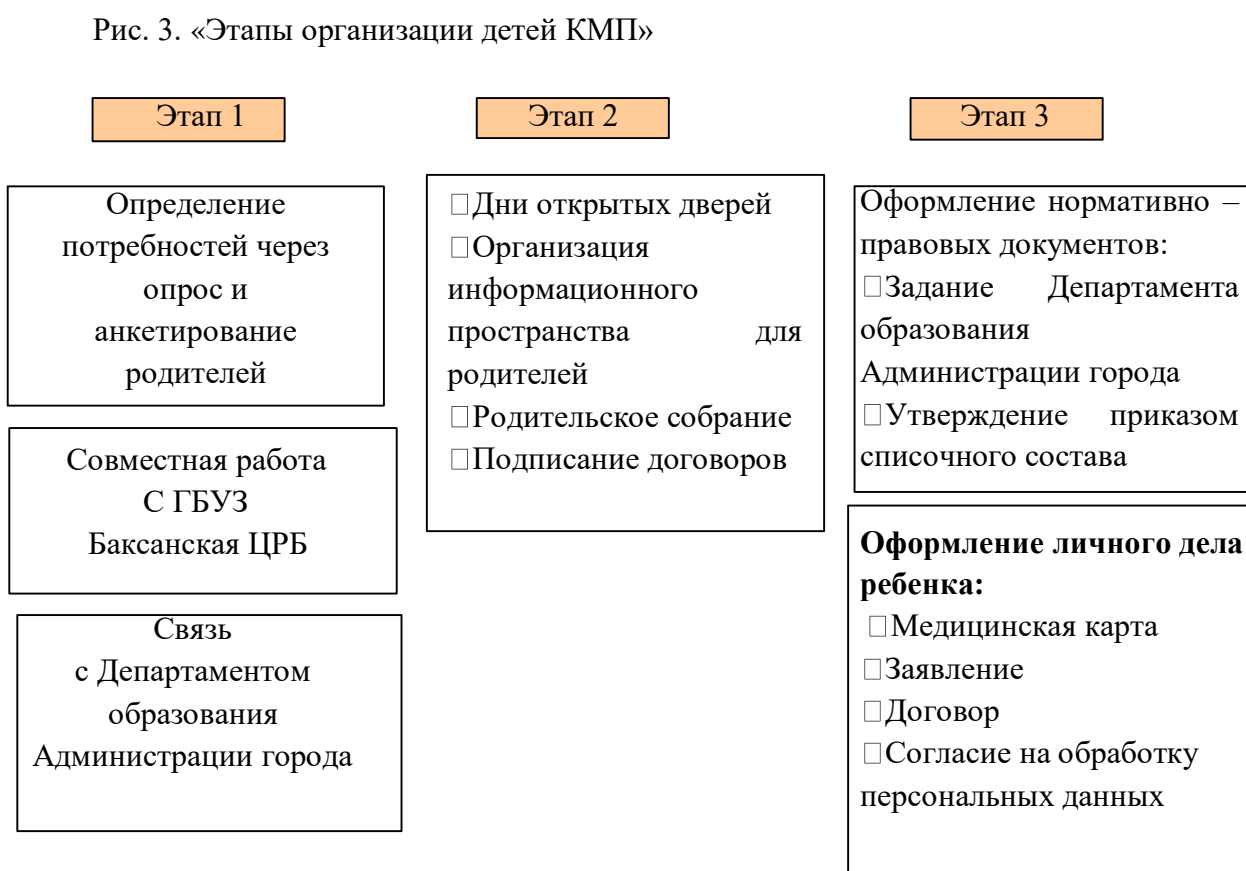 Рис. 3. «Этапы организации детей КМП»
Этап 1
Определение
потребностей через
опрос и
анкетирование
родителей
Совместная работа
С ГБУЗ
Баксанская ЦРБ
Связь
с Департаментом
образования
Администрации города
Этап 2
□Дни открытых дверей
□Организация
информационного
пространства для
родителей
□Родительское собрание
□Подписание договоров
Этап 3
Оформление нормативно –
правовых документов:
□Задание Департамента
образования
Администрации города
□Утверждение приказом
списочного состава
Оформление личного дела
ребенка:
□Медицинская карта
□Заявление
□Договор
□Согласие на обработку
персональных данных